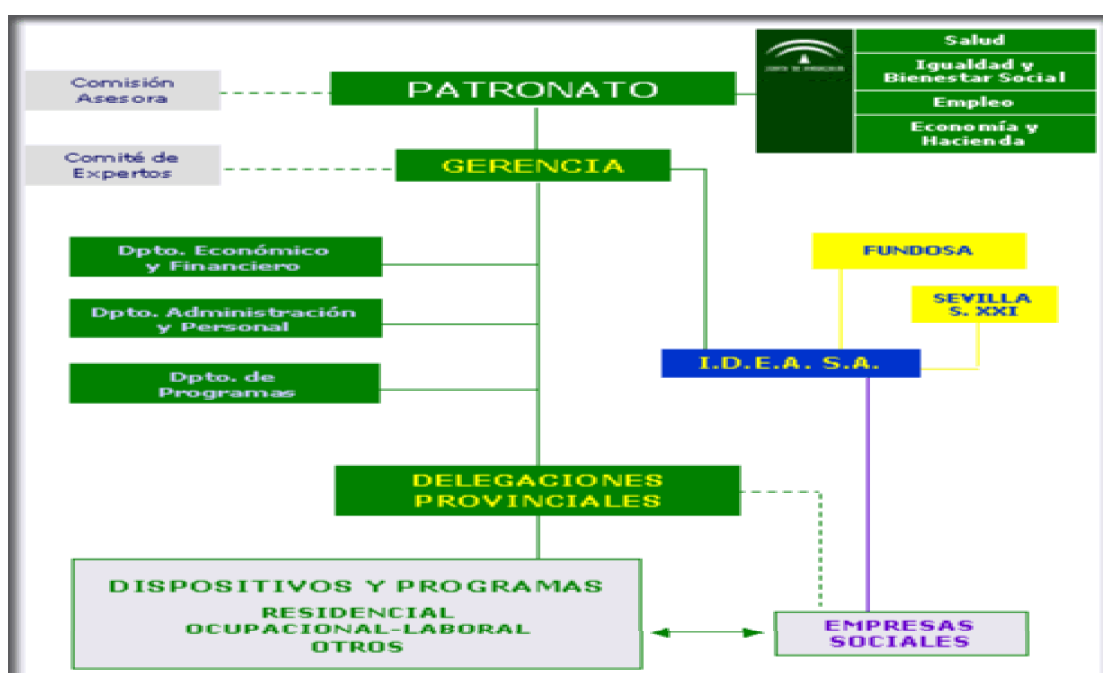 Comisión
Asesora
PATRONATO
Salud
Igualdad y
Bienestar Social
Empleo
Economía y
Hacienda
Comité de
Expertos
GERENCIA
Dpto. Económico
y Financiero
Dpto. Administración
y Personal
Dpto. de
Programas
FUNDOSA
SEVILLA
S. XXI
I.D.E.A. S.A.
DELEGACIONES
PROVINCIALES
DISPOSITIVOS Y PROGRAMAS
RESIDENCIAL
OCUPACIONAL-LABORAL
OTROS
EMPRESAS
SOCIALES